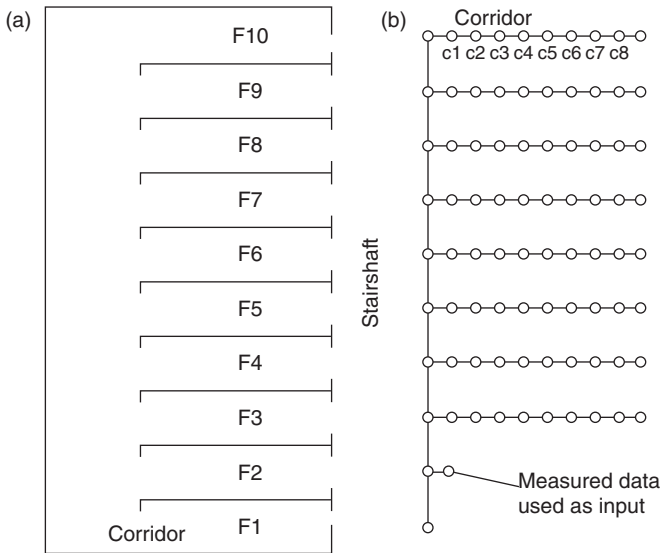 (a)
F10
F9
F8
F7
F6
F5
F4
F3
F2
Corridor
F1
Stairshaft
(b)
Corridor
c1 c2 c3 c4 c5 c6 c7 c8
Measured data
used as input